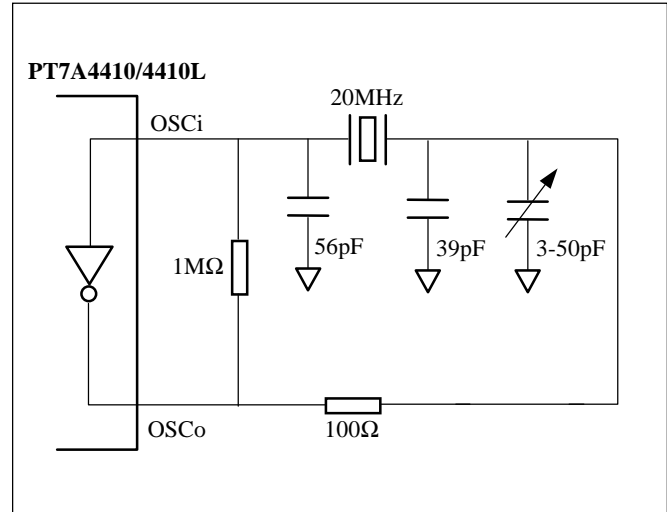 PT7A4410/4410L
20MHz
OSCi
56pF
39pF
3-50pF
1MΩ
OSCo
100Ω